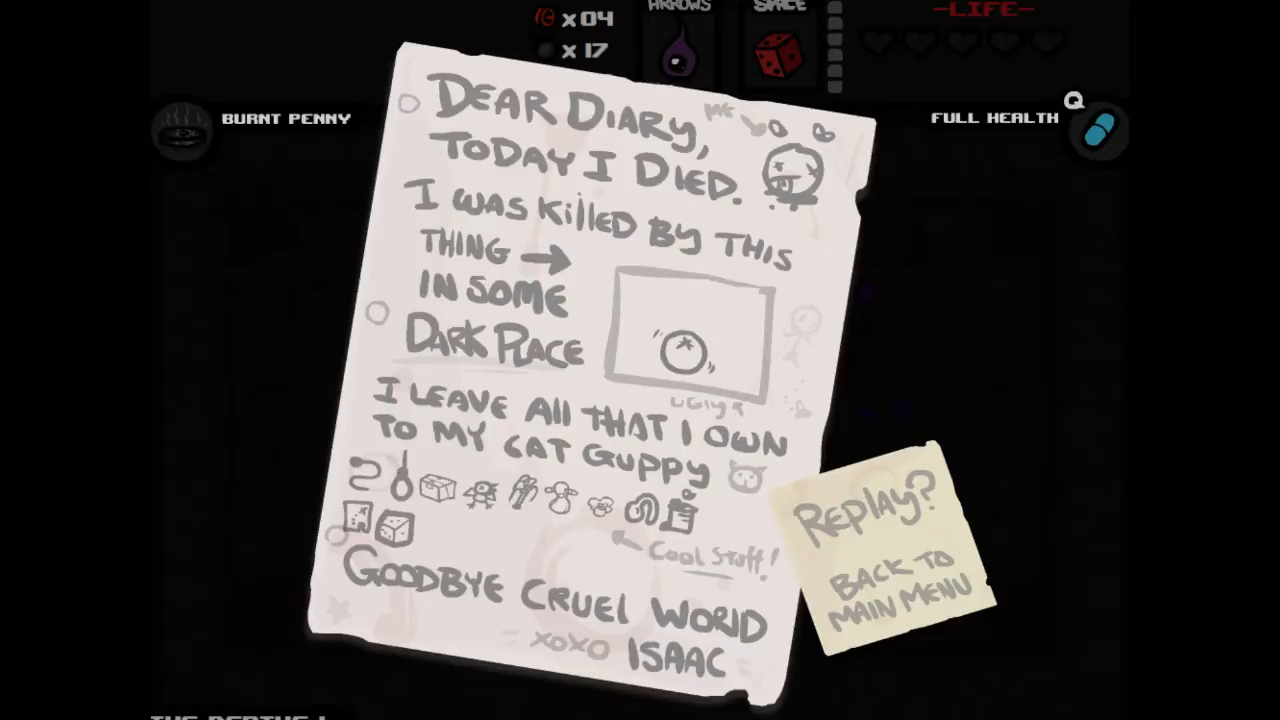 x04
ARROWS
SPACE
-LIFE-
x17
BURNT PENNY
FULL HEALTH
Q
DEAR DIARY,
ME
TODAY I DIED.
I WAS KILLED BY THIS
THING →
IN SOME
DARK PLACE
UGLY
I LEAVE ALL THAT I OWN
TO MY CAT GUPPY
COOL STUFF!
GOODBYE CRUEL WORLD
XOXO ISAAC
REPLAY?
BACK TO
MAIN MENU